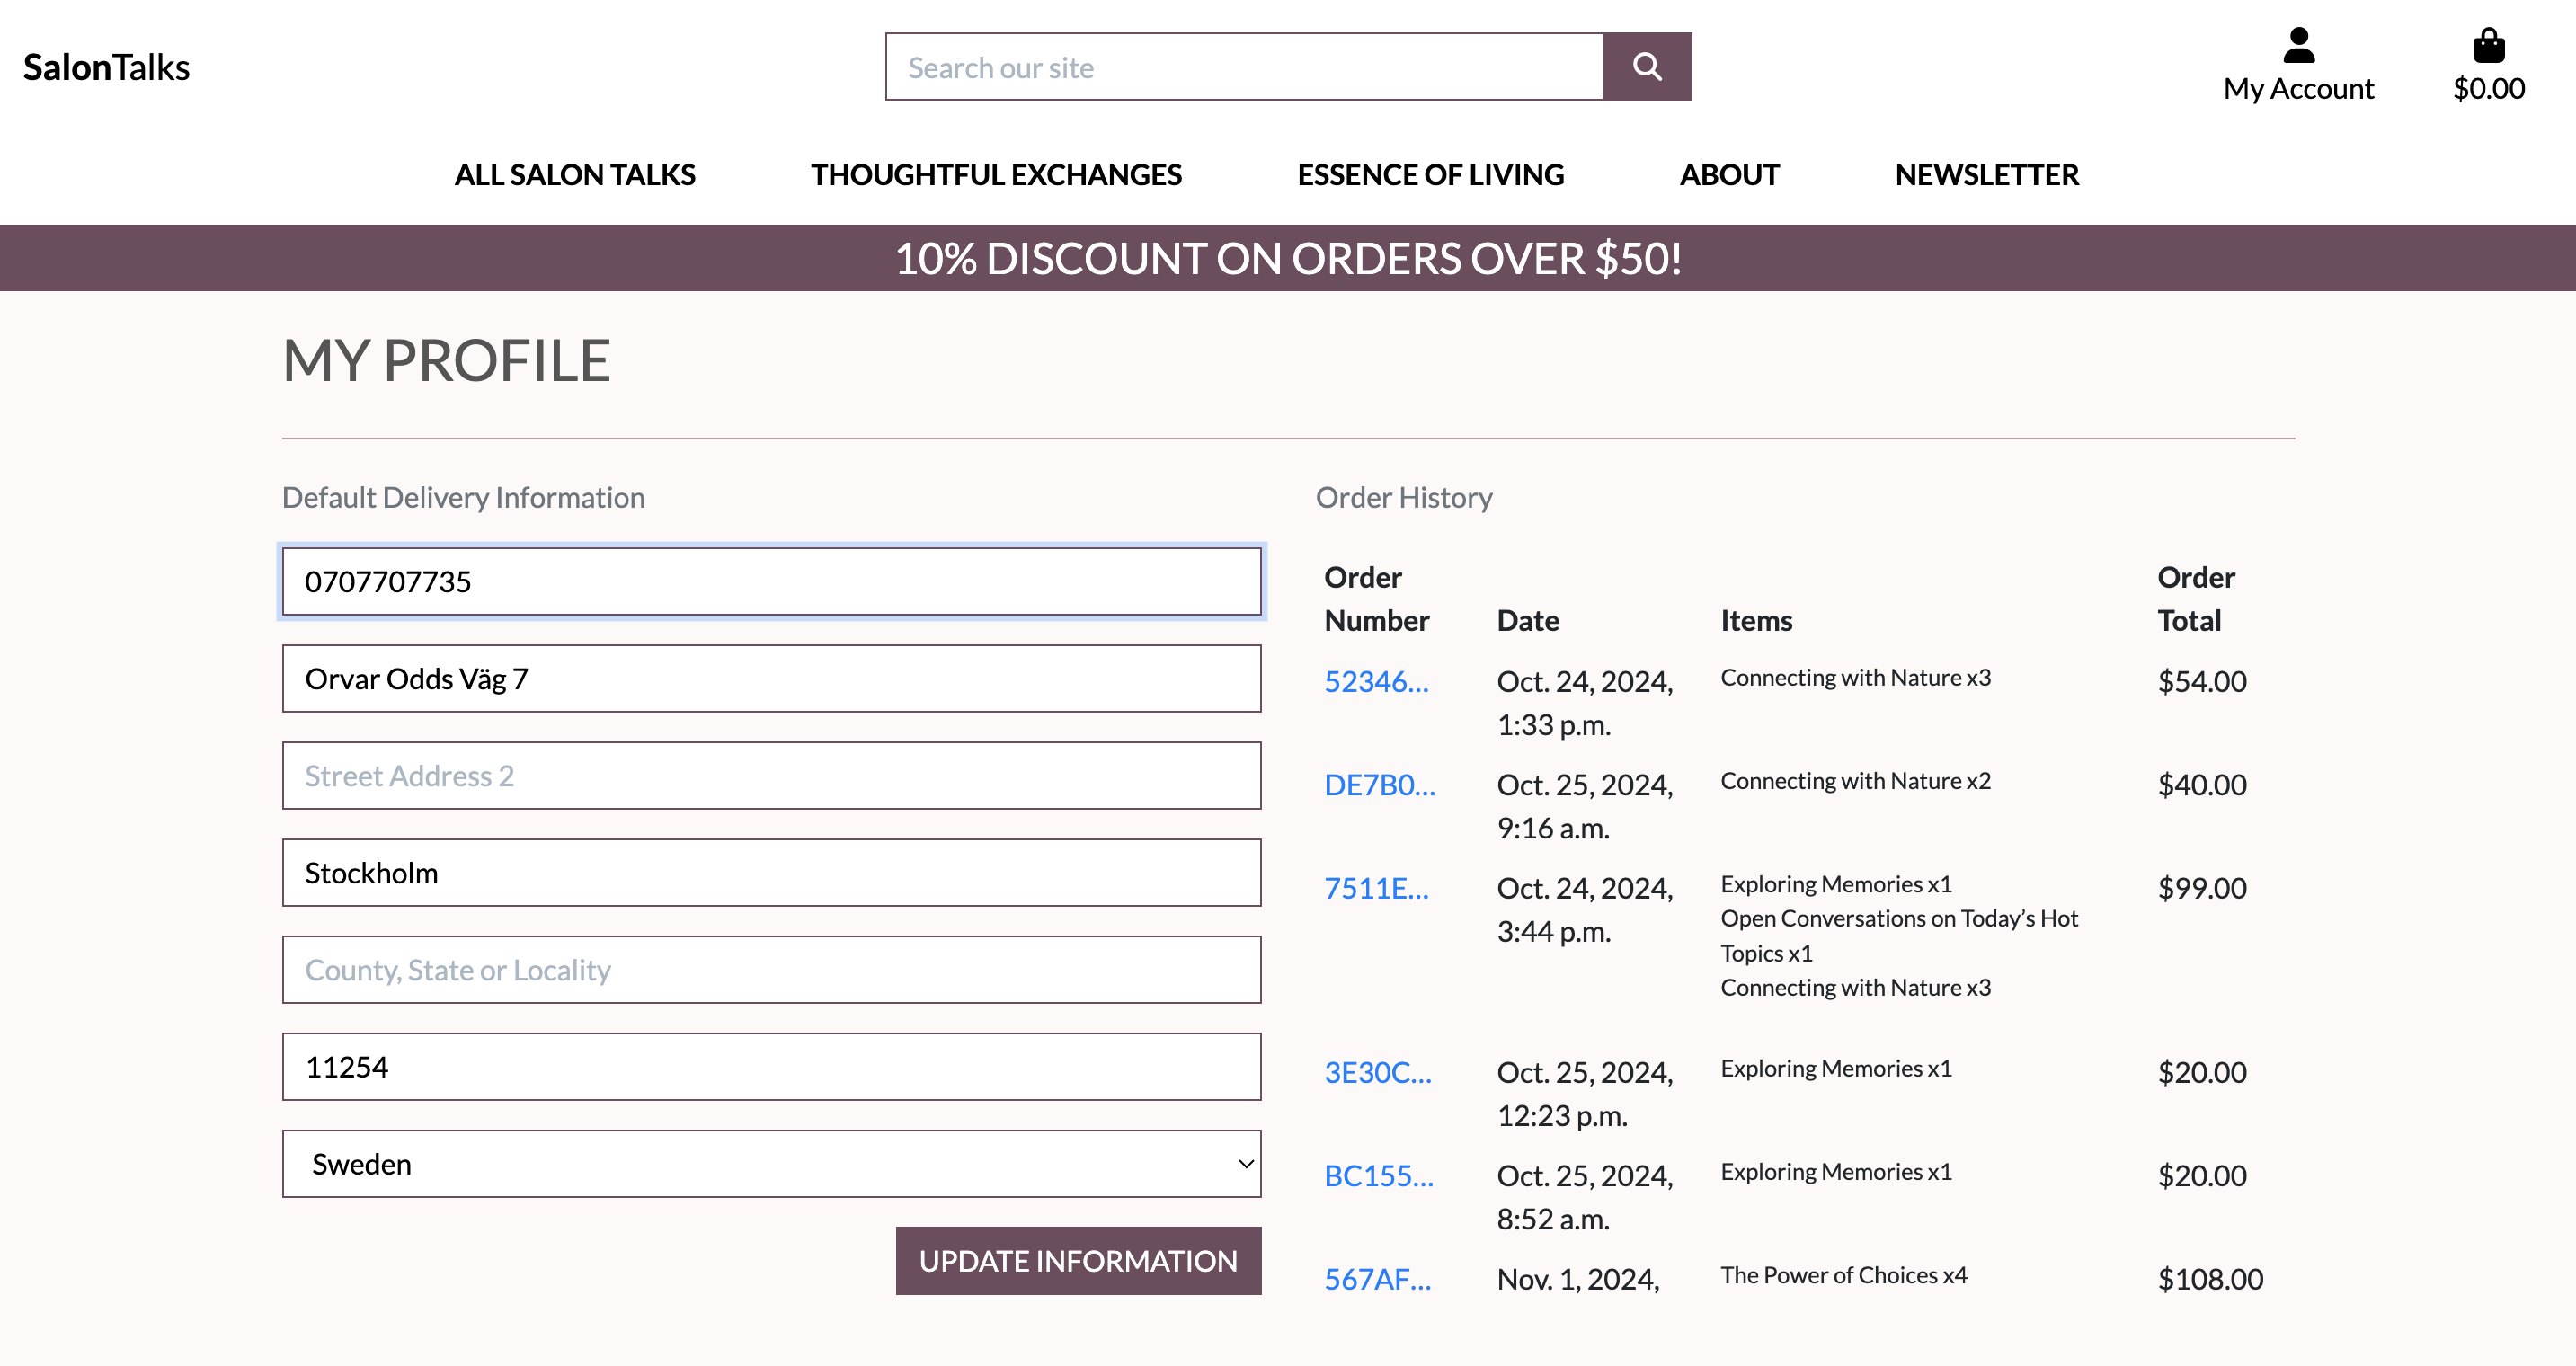 SalonTalks
Search our site
My Account
$0.00
ALL SALON TALKS THOUGHTFUL EXCHANGES ESSENCE OF LIVING ABOUT NEWSLETTER
10% DISCOUNT ON ORDERS OVER $50!
MY PROFILE
Default Delivery Information
0707707735
Orvar Odds Väg 7
Street Address 2
Stockholm
County, State or Locality
11254
Sweden
UPDATE INFORMATION
Order History
Order Number Date Items Order Total
52346... Oct. 24, 2024, 1:33 p.m. Connecting with Nature x3 $54.00
DE7B0... Oct. 25, 2024, 9:16 a.m. Connecting with Nature x2 $40.00
7511E... Oct. 24, 2024, 3:44 p.m. Exploring Memories x1 $99.00
Open Conversations on Today’s Hot
Topics x1
Connecting with Nature x3
3E30C... Oct. 25, 2024, 12:23 p.m. Exploring Memories x1 $20.00
BC155... Oct. 25, 2024, 8:52 a.m. Exploring Memories x1 $20.00
567AF... Nov. 1, 2024, The Power of Choices x4 $108.00